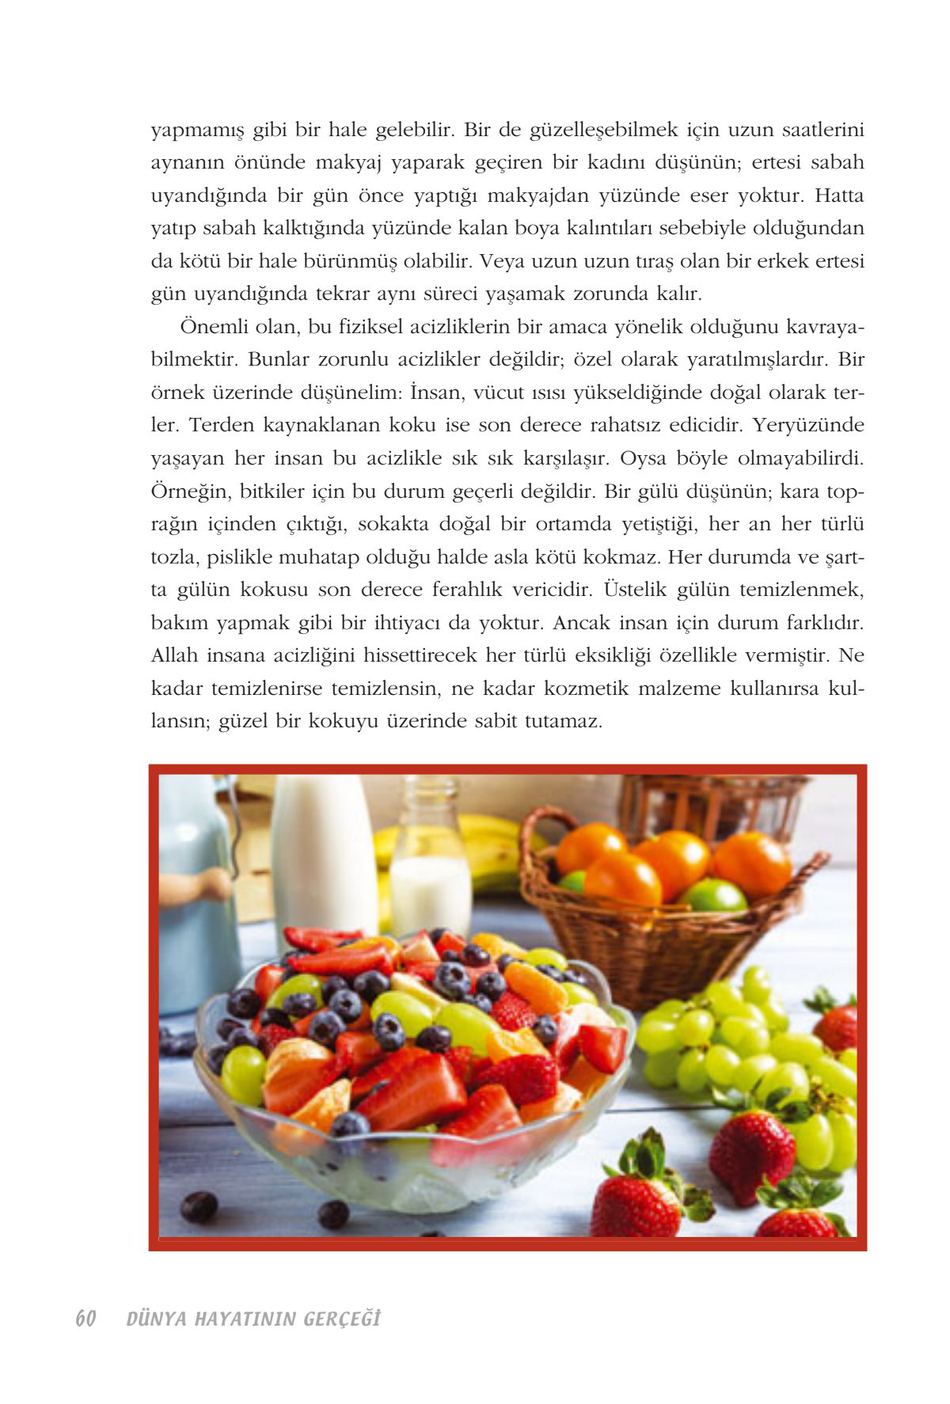 yapmamış gibi bir hale gelebilir. Bir de güzelleşebilmek için uzun saatlerini
aynanın önünde makyaj yaparak geçiren bir kadını düşünün; ertesi sabah
uyandığında bir gün önce yaptığı makyajdan yüzünde eser yoktur. Hatta
yatıp sabah kalktığında yüzünde kalan boya kalıntıları sebebiyle olduğundan
da kötü bir hale bürünmüş olabilir. Veya uzun uzun tıraş olan bir erkek ertesi
gün uyandığında tekrar aynı süreci yaşamak zorunda kalır.
Önemli olan, bu fiziksel acizliklerin bir amaca yönelik olduğunu kavraya-
bilmektir. Bunlar zorunlu acizlikler değildir; özel olarak yaratılmışlardır. Bir
örnek üzerinde düşünelim: İnsan, vücut ısısı yükseldiğinde doğal olarak ter-
ler. Terden kaynaklanan koku ise son derece rahatsız edicidir. Yeryüzünde
yaşayan her insan bu acizlikle sık sık karşılaşır. Oysa böyle olmayabilirdi.
Örneğin, bitkiler için bu durum geçerli değildir. Bir gülü düşünün; kara top-
rağın içinden çıktığı, sokakta doğal bir ortamda yetiştiği, her an her türlü
tozla, pislikle muhatap olduğu halde asla kötü kokmaz. Her durumda ve şart-
ta gülün kokusu son derece ferahlık vericidir. Üstelik gülün temizlenmek,
bakım yapmak gibi bir ihtiyacı da yoktur. Ancak insan için durum farklıdır.
Allah insana acizliğini hissettirecek her türlü eksikliği özellikle vermiştir. Ne
kadar temizlenirse temizlensin, ne kadar kozmetik malzeme kullanırsa kul-
lansın; güzel bir kokuyu üzerinde sabit tutamaz.
60 DÜNYA HAYATININ GERÇEĞİ